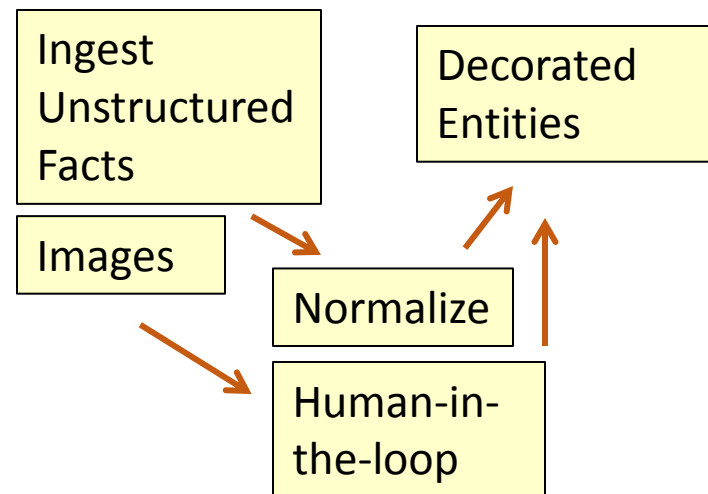 Ingest
Unstructured
Facts
Decorated
Entities
Images
Normalize
Human-in-
the-loop